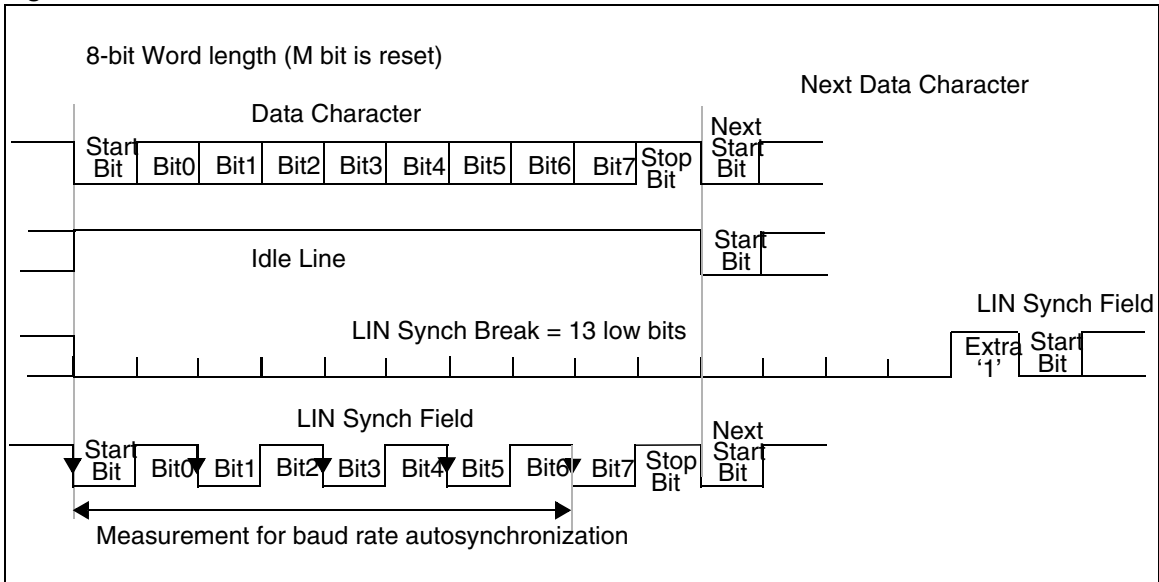 8-bit Word length (M bit is reset)
Next Data Character
Data Character
Start Bit Bit0 Bit1 Bit2 Bit3 Bit4 Bit5 Bit6 Bit7 Stop Bit Next Start Bit
Idle Line
Start Bit
LIN Synch Field
LIN Synch Break = 13 low bits
Extra '1' Start Bit
LIN Synch Field
Start Bit Bit0 Bit1 Bit2 Bit3 Bit4 Bit5 Bit6 Bit7 Stop Bit Next Start Bit
Measurement for baud rate autosynchronization